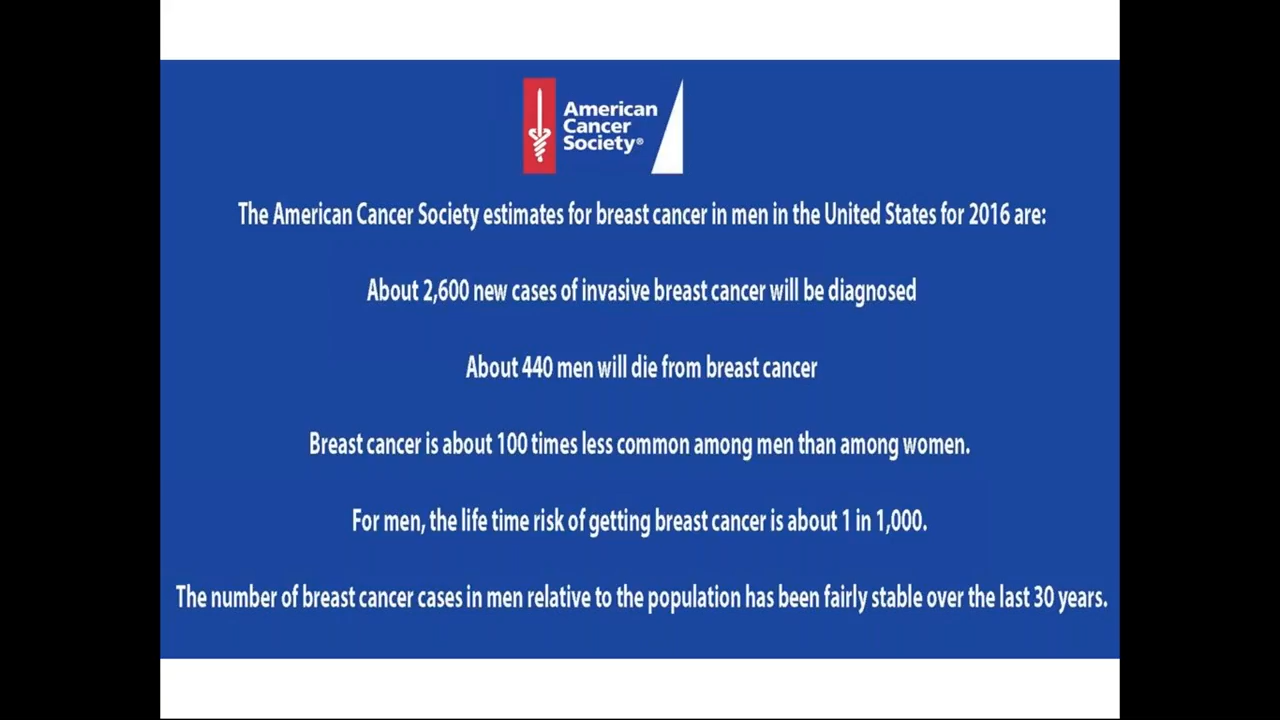 American
Cancer
Society®
The American Cancer Society estimates for breast cancer in men in the United States for 2016 are:
About 2,600 new cases of invasive breast cancer will be diagnosed
About 440 men will die from breast cancer
Breast cancer is about 100 times less common among men than among women.
For men, the life time risk of getting breast cancer is about 1 in 1,000.
The number of breast cancer cases in men relative to the population has been fairly stable over the last 30 years.